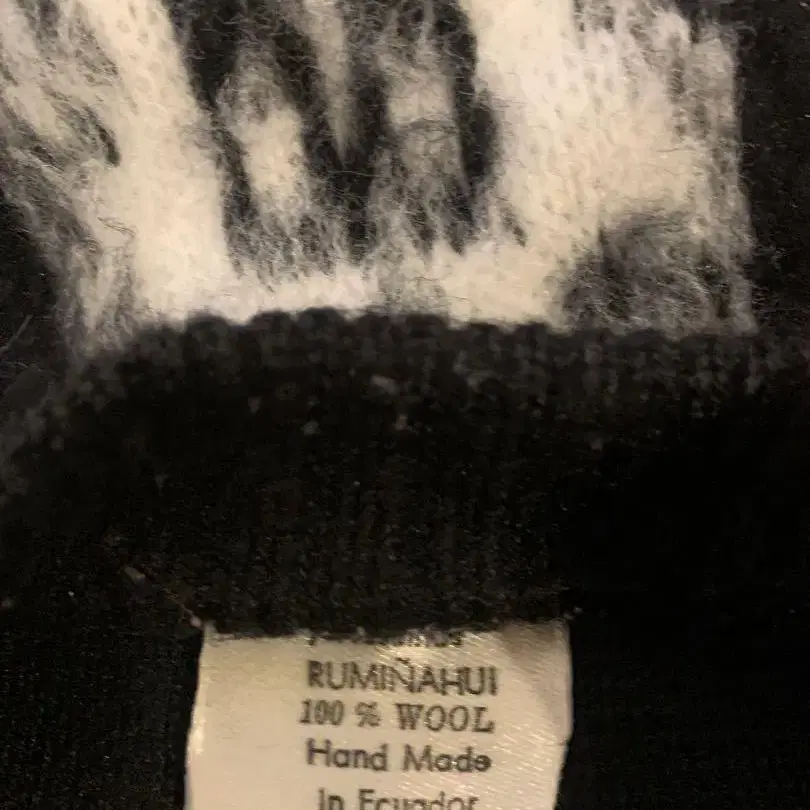 RUMIÑAHUI
100 % WOOL
Hand Made
in Ecuador